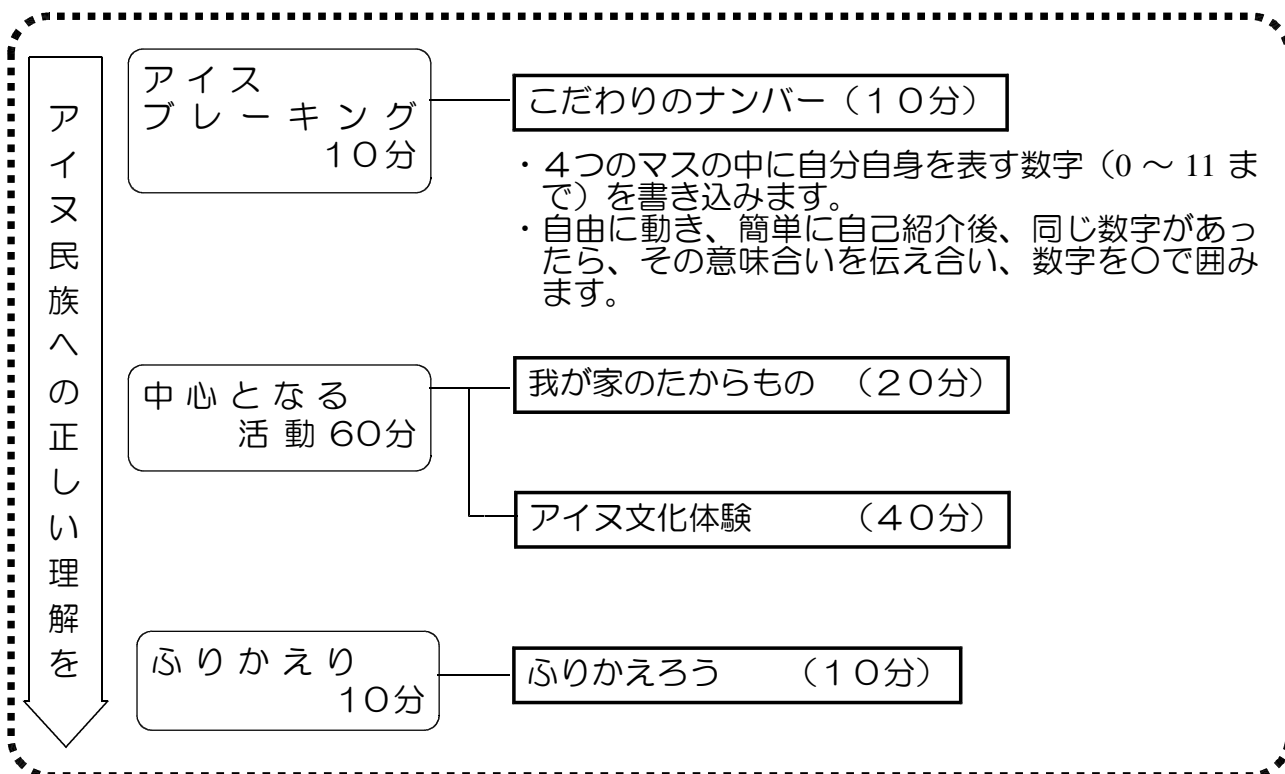 アイヌ民族への正しい理解を
アイス
ブレーキング
10分
こだわりのナンバー(10分)
・4つのマスの中に自分自身を表す数字(0 ~ 11 ま
で)を書き込みます。
・自由に動き、簡単に自己紹介後、同じ数字があっ
たら、その意味合いを伝え合い、数字を〇で囲み
ます。
中心となる
活動60分
我が家のたからもの (20分)
アイヌ文化体験 (40分)
ふりかえり
10分
ふりかえろう (10分)